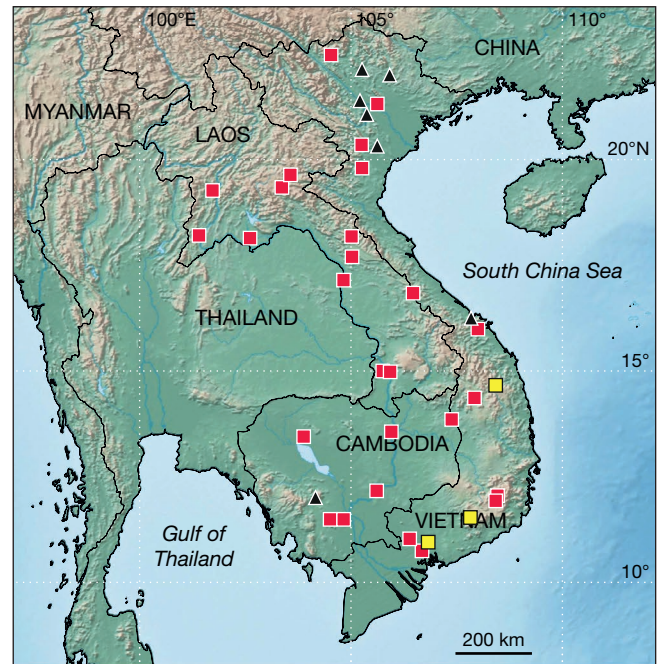 100°E
105°
110°
CHINA
MYANMAR
LAOS
20°N
South China Sea
THAILAND
15°
CAMBODIA
VIETNAM
Gulf of
Thailand
10°
200 km